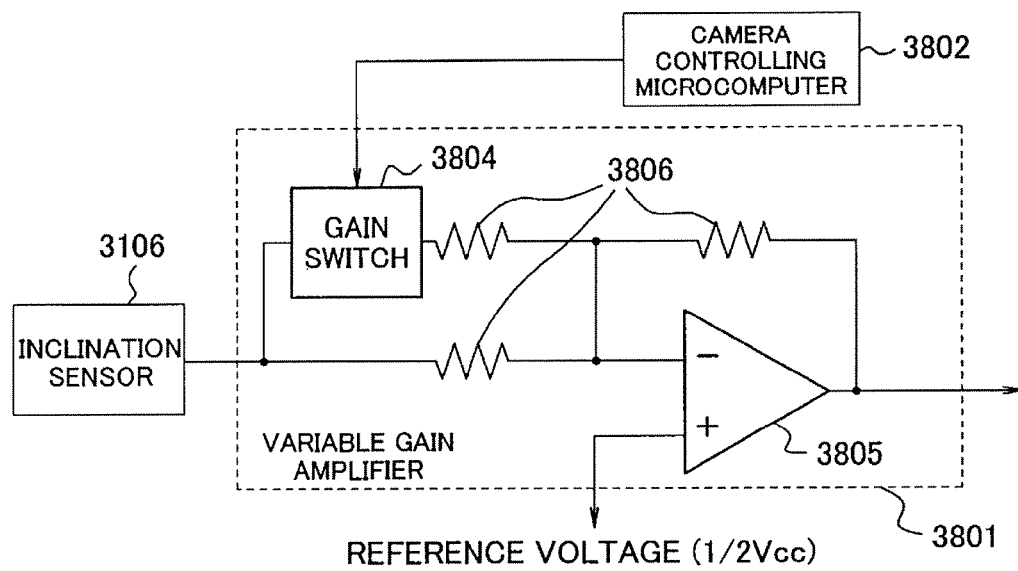 CAMERA
CONTROLLING
MICROCOMPUTER
3802
3804
3806
GAIN
SWITCH
3106
INCLINATION
SENSOR
−
+
VARIABLE GAIN
AMPLIFIER
3805
3801
REFERENCE VOLTAGE (1/2Vcc)